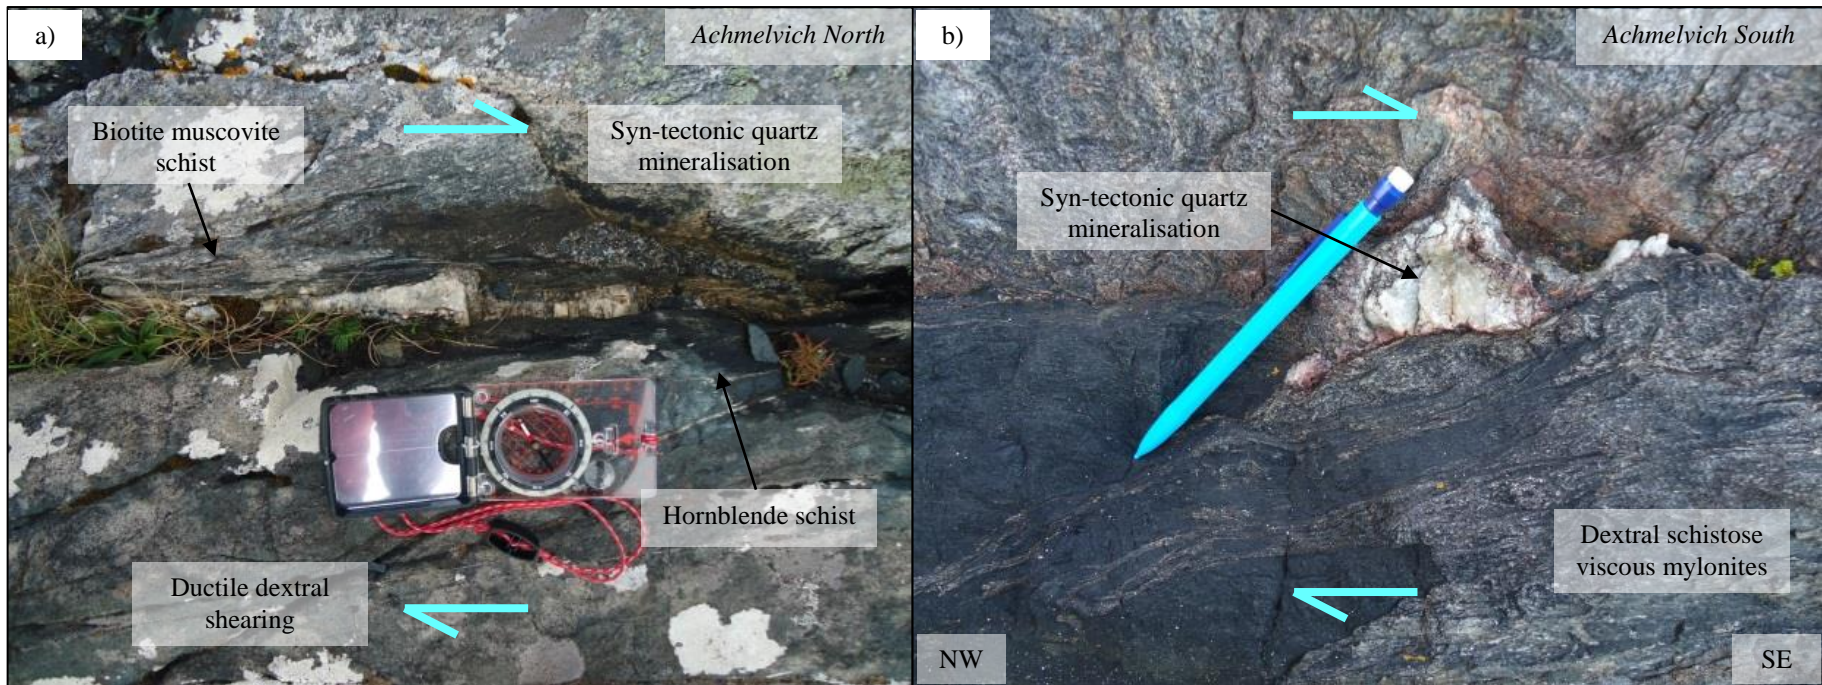 a)
Achmelvich North
Biotite muscovite
schist
Syn-tectonic quartz
mineralisation
Hornblende schist
Ductile dextral
shearing
b)
Achmelvich South
Syn-tectonic quartz
mineralisation
Dextral schistose
viscous mylonites
NW
SE